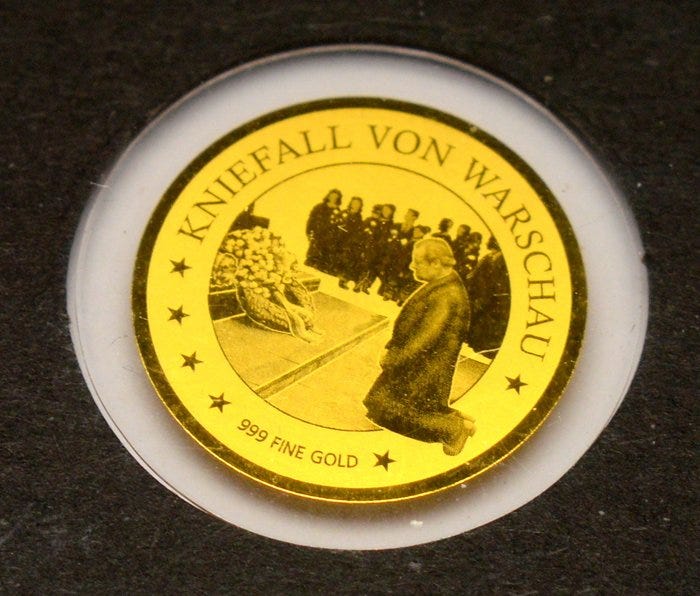 KNIEFALL VON WARSCHAU
999 FINE GOLD